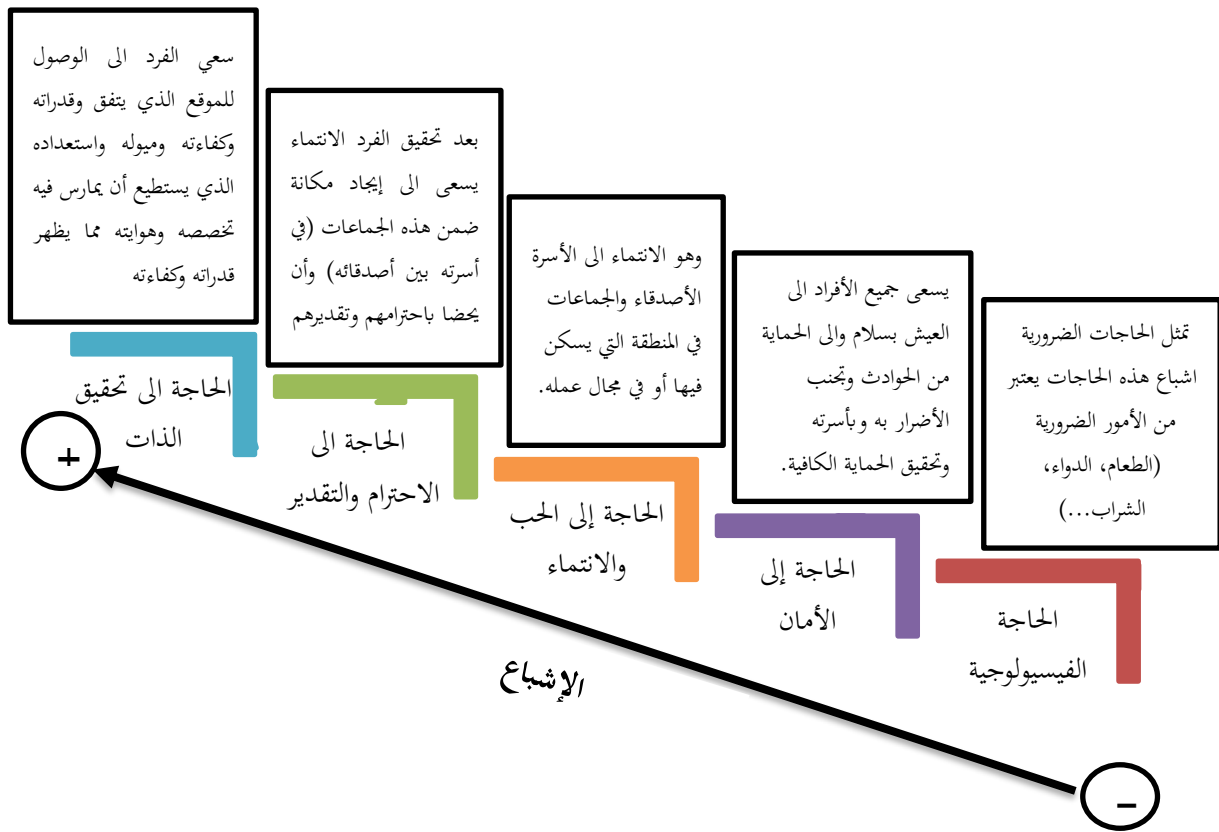 تمثل الحاجات الضرورية
اشباع هذه الحاجات يعتبر
من الأمور الضرورية
(الطعام، الدواء،
الشراب...)
الحاجة
الفيسيولوجية
يسعى جميع الأفراد الى
العيش بسلام والى الحماية
من الحوادث وتجنب
الأضرار به وبأسرته
وتحقيق الحماية الكافية.
الحاجة إلى
الأمان
وهو الانتماء الى الأسرة
الأصدقاء والجماعات
في المنطقة التي يسكن
فيها أو في مجال عمله.
الحاجة إلى الحب
والانتماء
بعد تحقيق الفرد الانتماء
يسعى الى إيجاد مكانة
ضمن هذه الجماعات (في
أسرته بين أصدقائه) وأن
يحضا باحترامهم وتقديرهم
الحاجة الى
الاحترام والتقدير
سعي الفرد الى الوصول
للموقع الذي يتفق وقدراته
وكفاءته وميوله واستعداده
الذي يستطيع أن يمارس فيه
تخصصه وهوايته مما يظهر
قدراته وكفاءته
الحاجة الى تحقيق
الذات
+
الإشباع
–